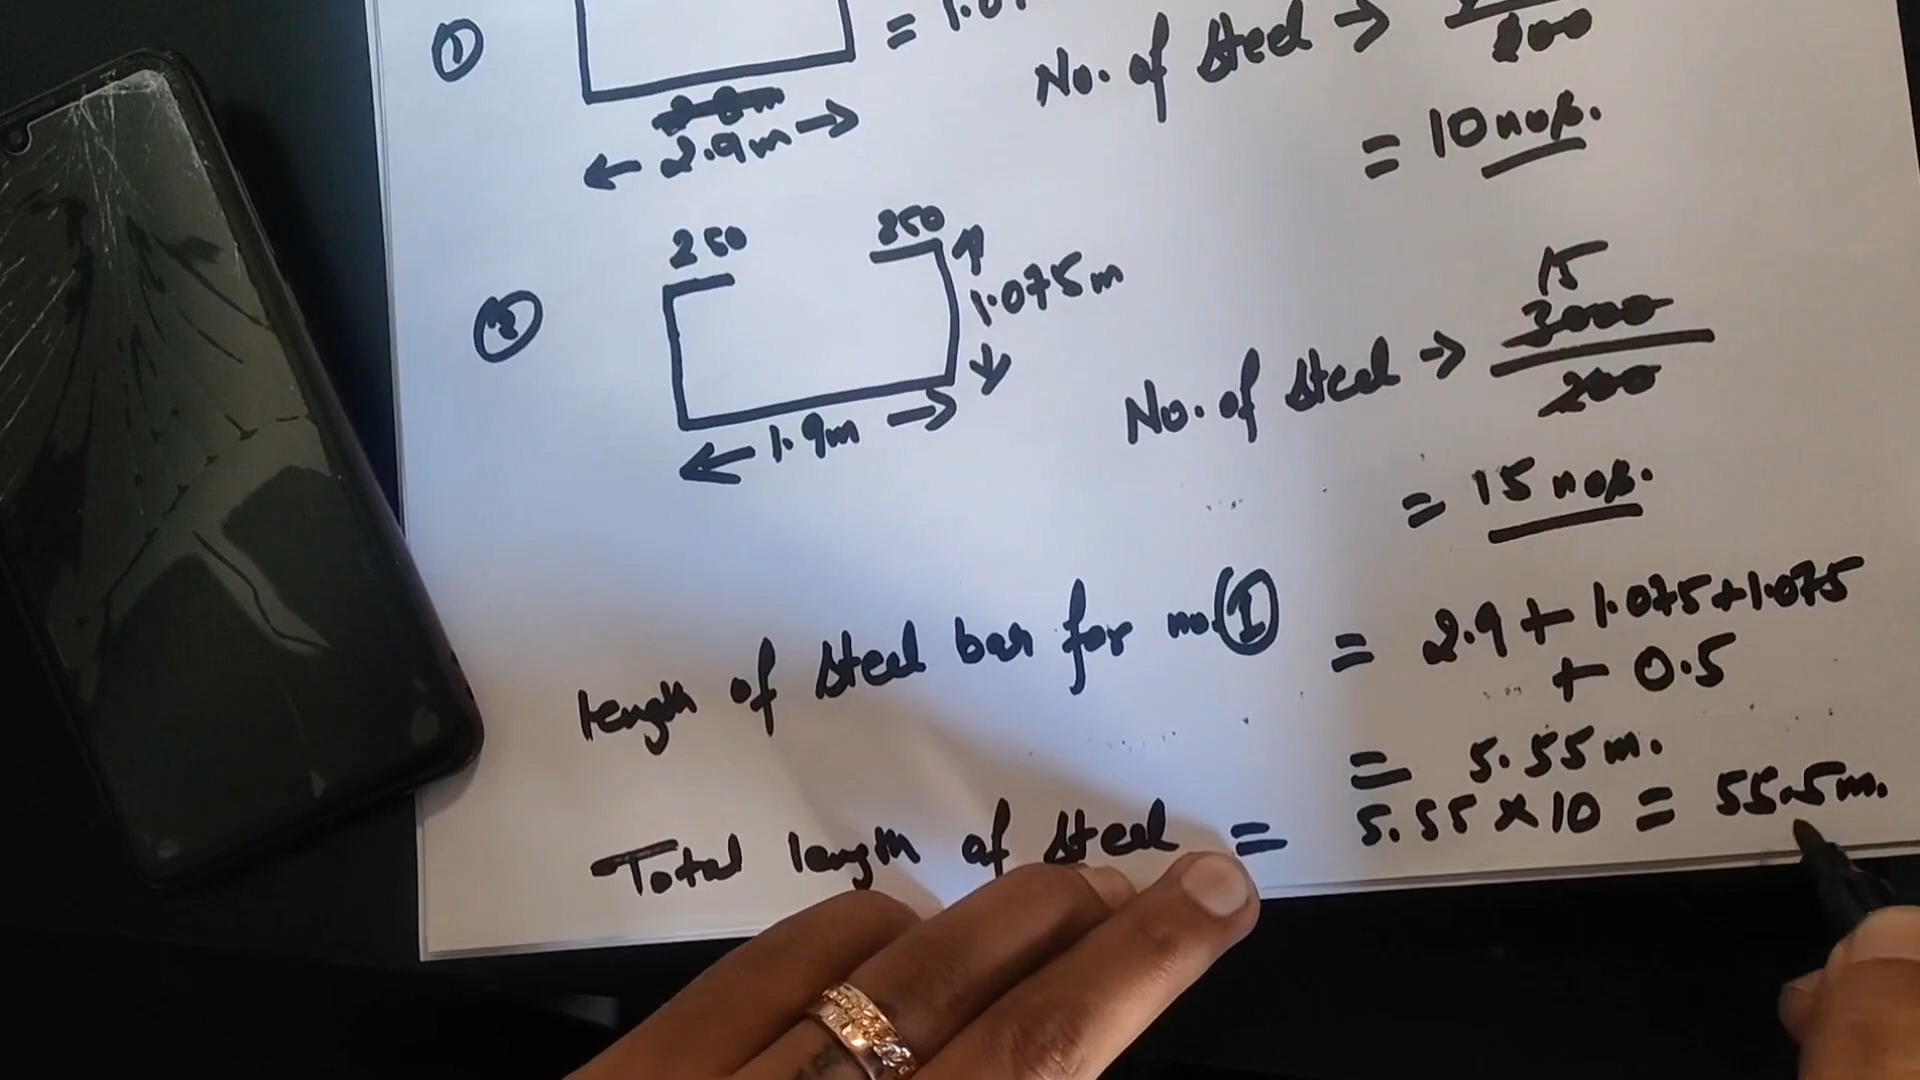 ①
= 1.0
No. of steel →
200
= 10 nos.
← 2.9m →
250
250
1.075m
②
← 1.9m →
15
No. of steel → 3000
200
= 15 nos.
length of steel bar for no. ① = 2.9 + 1.075 + 1.075
+ 0.5
= 5.55m.
Total length of steel = 5.55 × 10 = 55.5m.